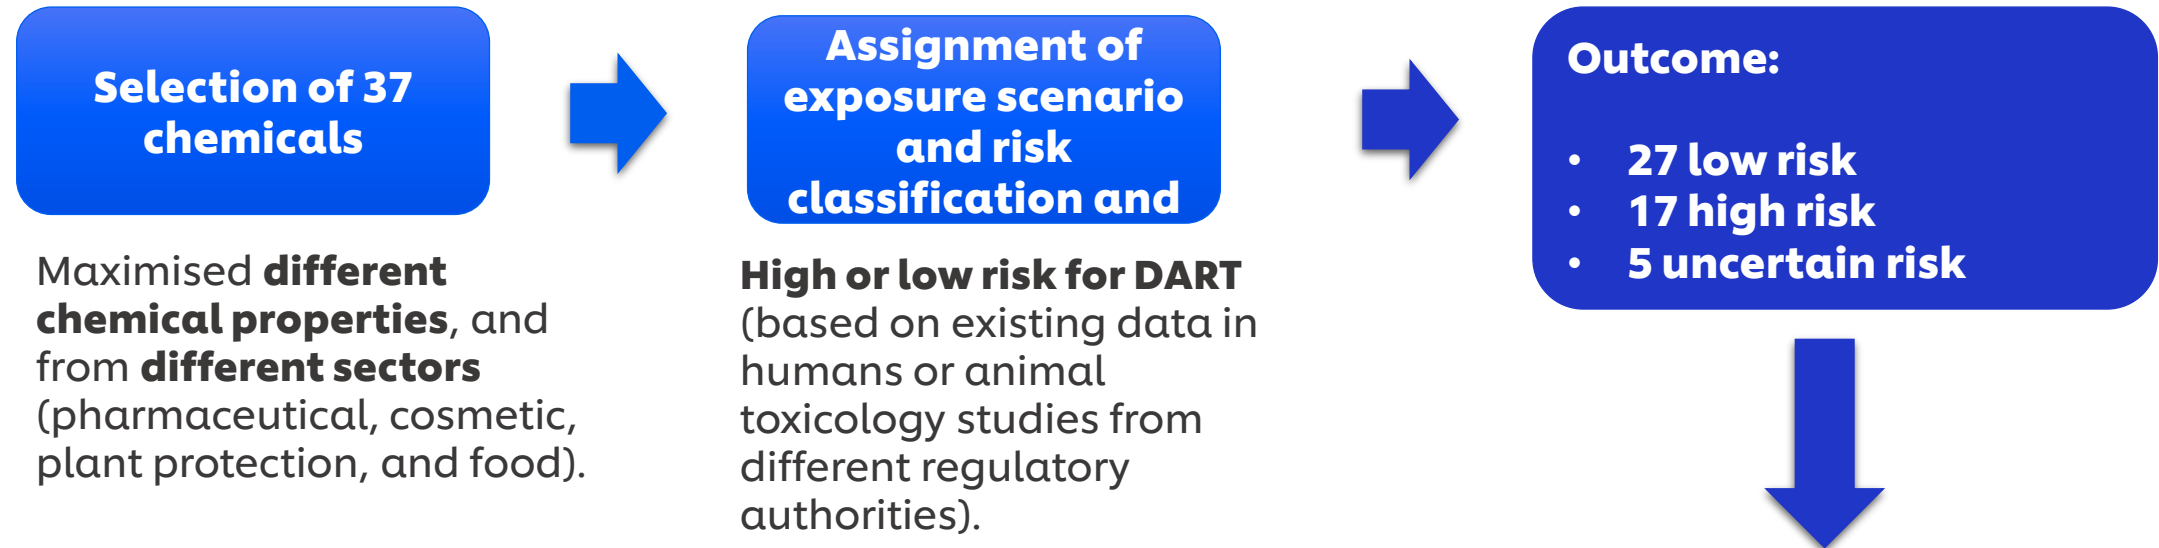 Selection of 37
chemicals
Maximised different
chemical properties, and
from different sectors
(pharmaceutical, cosmetic,
plant protection, and food).
Assignment of
exposure scenario
and risk
classification and
High or low risk for DART
(based on existing data in
humans or animal
toxicology studies from
different regulatory
authorities).
Outcome:
• 27 low risk
• 17 high risk
• 5 uncertain risk